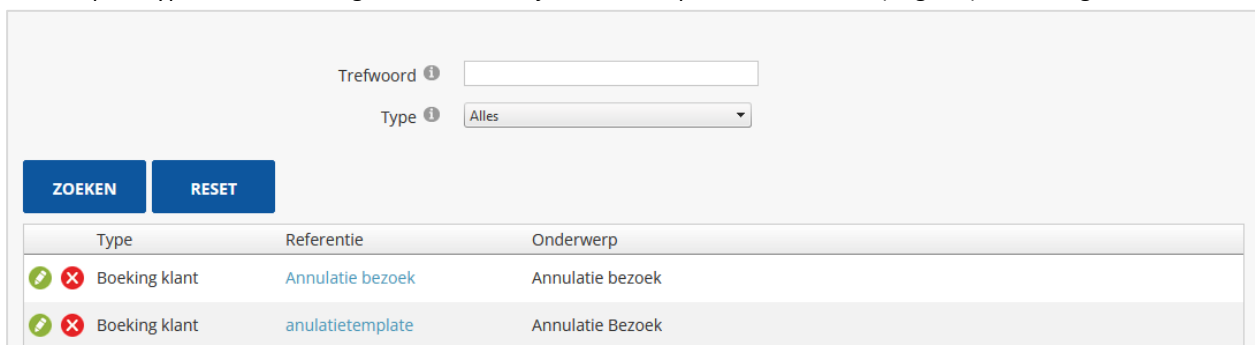 Trefwoord
Type Alles
ZOEKEN RESET
Type Referentie Onderwerp
Boeking klant Annulatie bezoek Annulatie bezoek
Boeking klant anulatietemplate Annulatie Bezoek